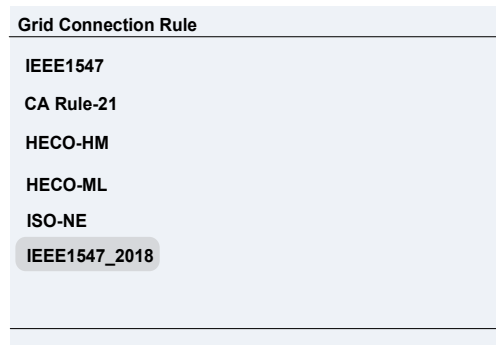 Grid Connection Rule
IEEE1547
CA Rule-21
HECO-HM
HECO-ML
ISO-NE
IEEE1547_2018